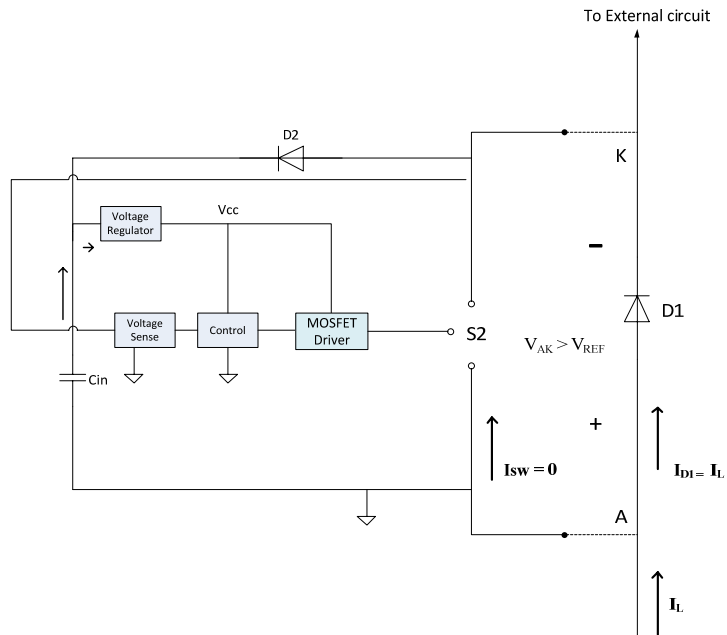 To External circuit
D2
K
Voltage
Regulator
Vcc
−
D1
Voltage
Sense
Control
MOSFET
Driver
S2
V_AK > V_REF
Cin
+
Isw = 0
I_D1 = I_L
A
I_L